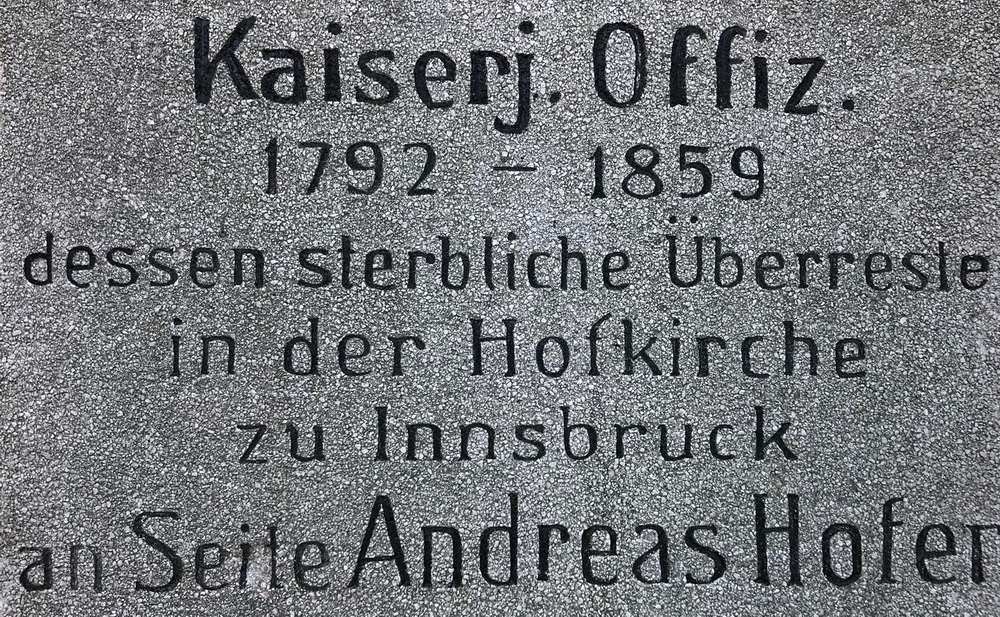 Kaiserj. Offiz.
1792 – 1859
dessen sterbliche Überreste
in der Hofkirche
zu Innsbruck
an Seite Andreas Hofer